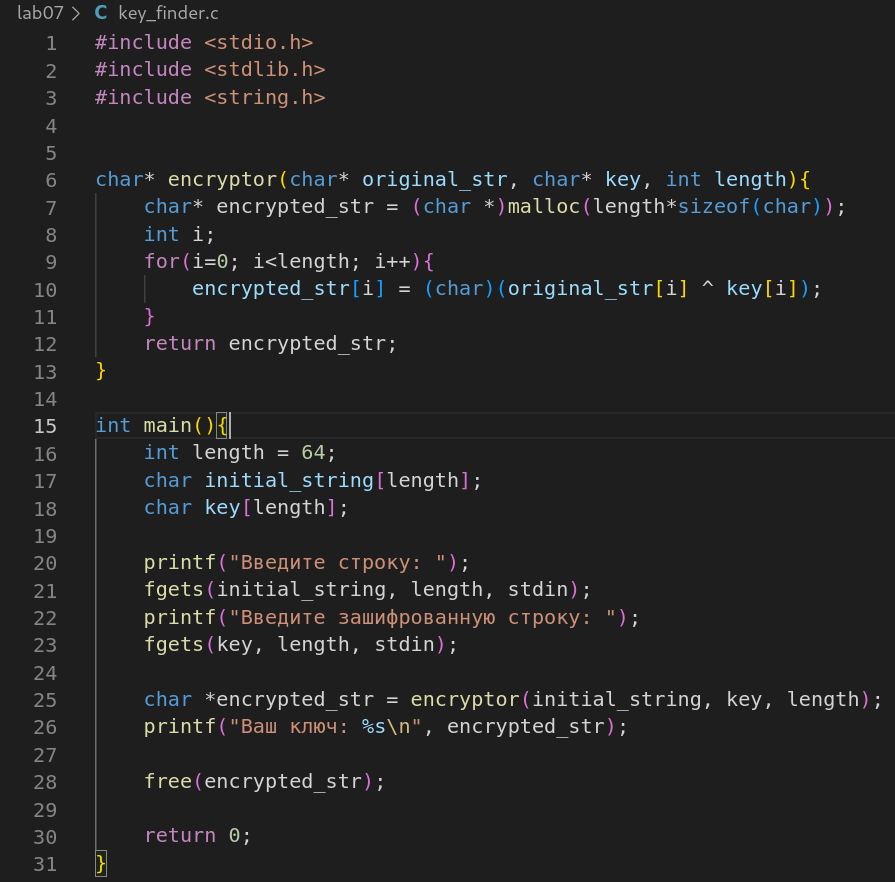 lab07 > C key_finder.c
1 #include <stdio.h>
2 #include <stdlib.h>
3 #include <string.h>
4
5
6 char* encryptor(char* original_str, char* key, int length){
7     char* encrypted_str = (char *)malloc(length*sizeof(char));
8     int i;
9     for(i=0; i<length; i++){
10         encrypted_str[i] = (char)(original_str[i] ^ key[i]);
11     }
12     return encrypted_str;
13 }
14
15 int main(){
16     int length = 64;
17     char initial_string[length];
18     char key[length];
19
20     printf("Введите строку: ");
21     fgets(initial_string, length, stdin);
22     printf("Введите зашифрованную строку: ");
23     fgets(key, length, stdin);
24
25     char *encrypted_str = encryptor(initial_string, key, length);
26     printf("Ваш ключ: %s\n", encrypted_str);
27
28     free(encrypted_str);
29
30     return 0;
31 }